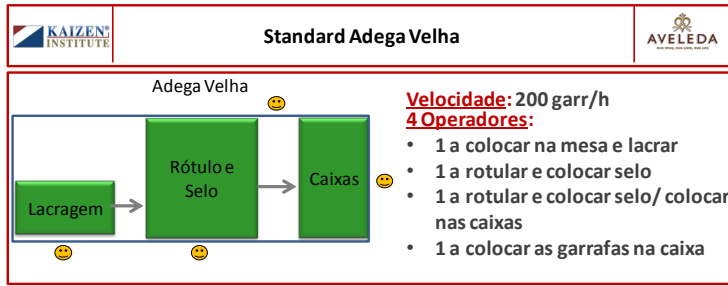 KAIZEN®
INSTITUTE
Standard Adega Velha
AVELEDA
Adega Velha
Lacragem
Rótulo e
Selo
Caixas
Velocidade: 200 garr/h
4 Operadores:
• 1 a colocar na mesa e lacrar
• 1 a rotular e colocar selo
• 1 a rotular e colocar selo/ colocar
nas caixas
• 1 a colocar as garrafas na caixa